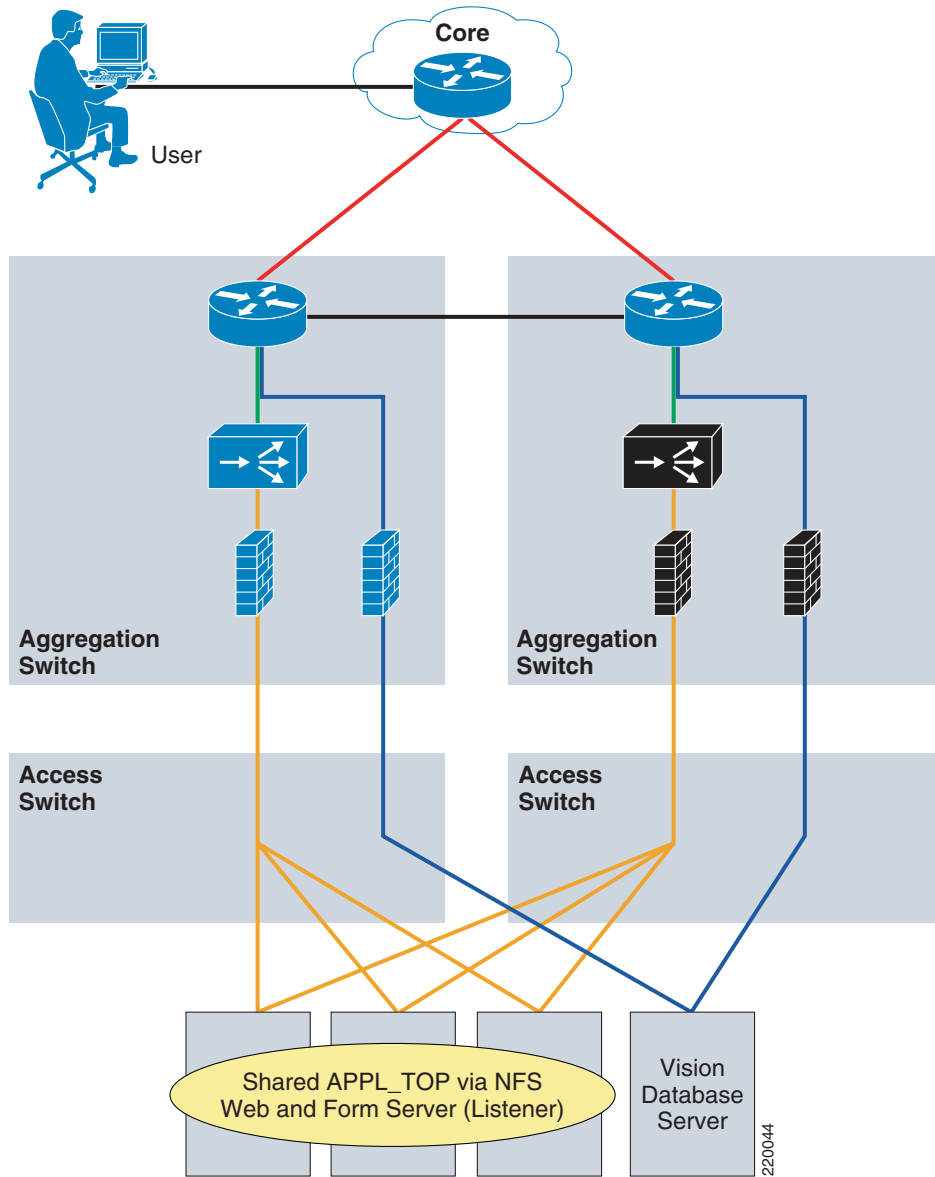 Core
User
Aggregation
Switch
Aggregation
Switch
Access
Switch
Access
Switch
Shared APPL_TOP via NFS
Web and Form Server (Listener)
Vision
Database
Server
220044